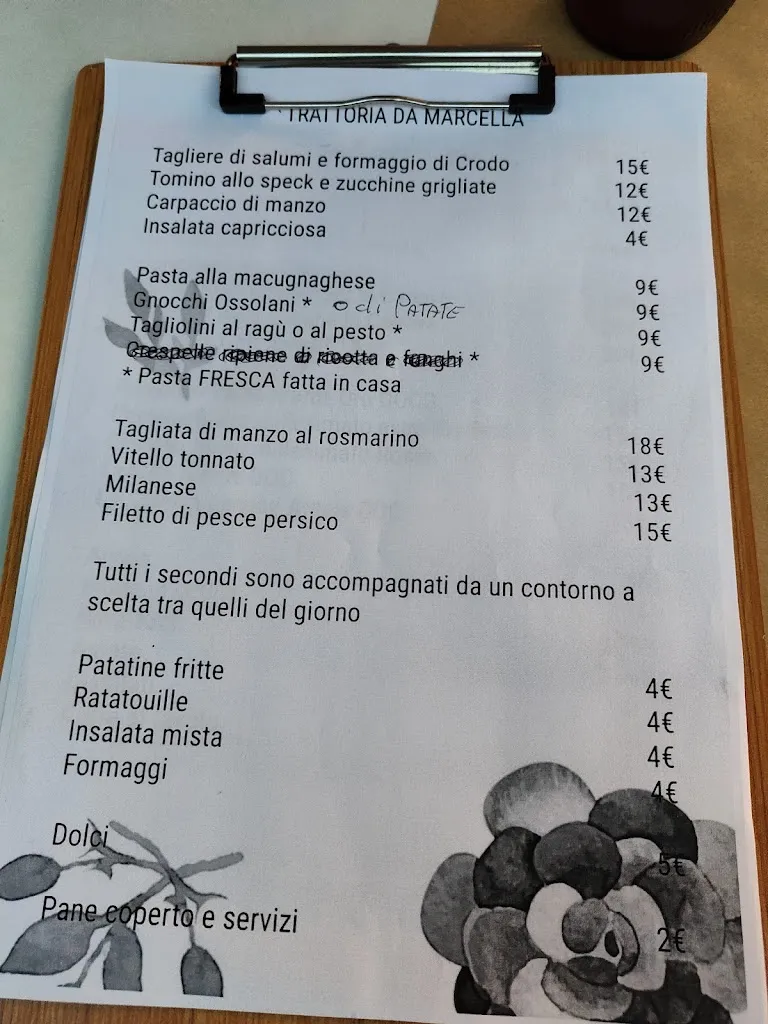 TRATTORIA DA MARCELLA
Tagliere di salumi e formaggio di Crodo 15€
Tomino allo speck e zucchine grigliate 12€
Carpaccio di manzo 12€
Insalata capricciosa 4€
Pasta alla macugnaghese 9€
Gnocchi Ossolani * o di PATATE 9€
Tagliolini al ragù o al pesto * 9€
Crespelle ripiene di ricotta e funghi * 9€
* Pasta FRESCA fatta in casa
Tagliata di manzo al rosmarino 18€
Vitello tonnato 13€
Milanese 13€
Filetto di pesce persico 15€
Tutti i secondi sono accompagnati da un contorno a
scelta tra quelli del giorno
Patatine fritte 4€
Ratatouille 4€
Insalata mista 4€
Formaggi 4€
Dolci 5€
Pane coperto e servizi 2€